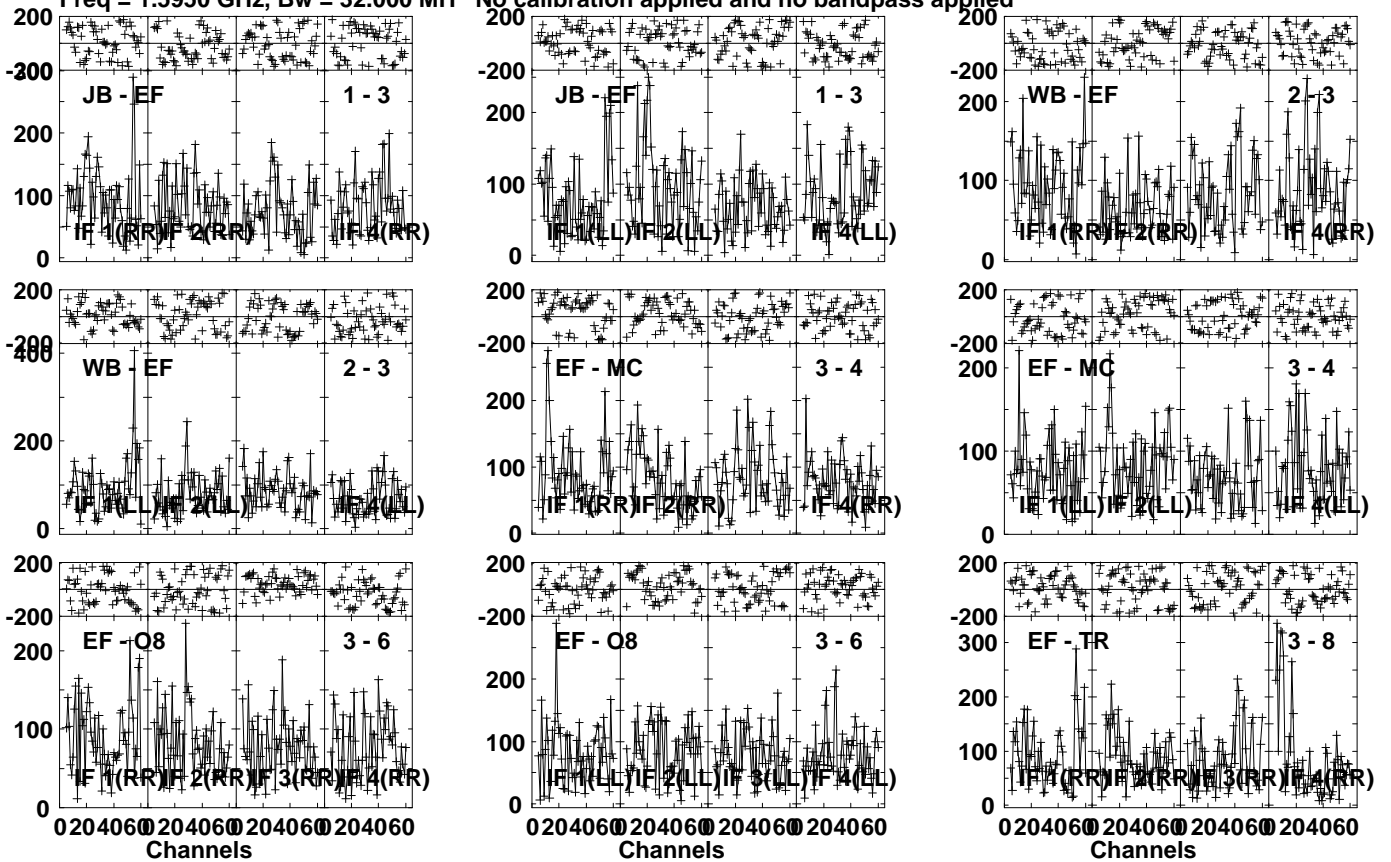 Freq = 1.5950 GHz, Bw = 32.000 MH No calibration applied and no bandpass applied
200 200 200
-200 -200
300 JB - EF 1 - 3 JB - EF 1 - 3 WB - EF 2 - 3
200 200 200
100 100 100
IF 1(RR) IF 2(RR) IF 4(RR) IF 1(LL) IF 2(LL) IF 4(LL) IF 1(RR) IF 2(RR) IF 4(RR)
0 0 0
200 200 200
-200 -200 -200
400 WB - EF 2 - 3 EF - MC 3 - 4 EF - MC 3 - 4
200 200 200
100 100
IF 1(LL) IF 2(LL) IF 4(LL) IF 1(RR) IF 2(RR) IF 4(RR) IF 1(LL) IF 2(LL) IF 4(LL)
0 0 0
200 200 200
-200 -200 -200
EF - O8 3 - 6 EF - O8 3 - 6 EF - TR 3 - 8
300
200 200 200
100 100 100
IF 1(RR) IF 2(RR) IF 3(RR) IF 4(RR) IF 1(LL) IF 2(LL) IF 3(LL) IF 4(LL) IF 1(RR) IF 2(RR) IF 3(RR) IF 4(RR)
0 0 0
0 20 40 60 0 20 40 60 0 20 40 60 0 20 40 60 0 20 40 60 0 20 40 60 0 20 40 60 0 20 40 60 0 20 40 60 0 20 40 60 0 20 40 60 0 20 40 60
Channels Channels Channels